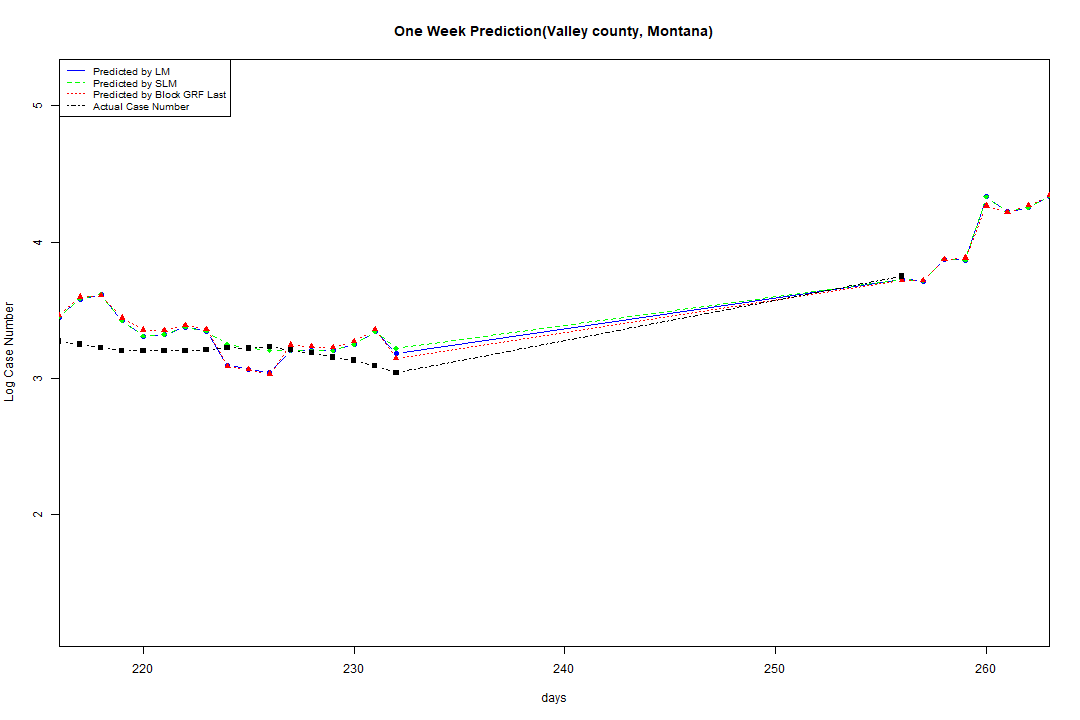 One Week Prediction(Valley county, Montana)
Predicted by LM
Predicted by SLM
Predicted by Block GRF Last
Actual Case Number
5
4
3
2
Log Case Number
220
230
240
250
260
days